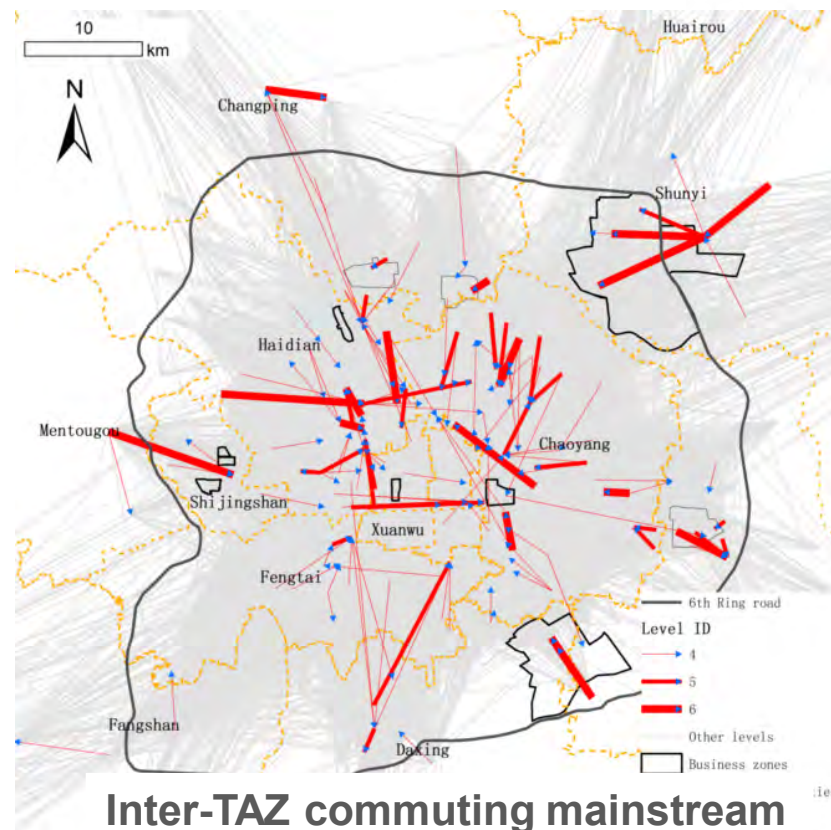 10
km
N
Huairou
Changping
Shunyi
Haidian
Mentougou
Chaoyang
Shijingshan
Xuanwu
Fengtai
Fangshan
Daxing
6th Ring road
Level ID
4
5
6
Other levels
Business zones
Inter-TAZ commuting mainstream